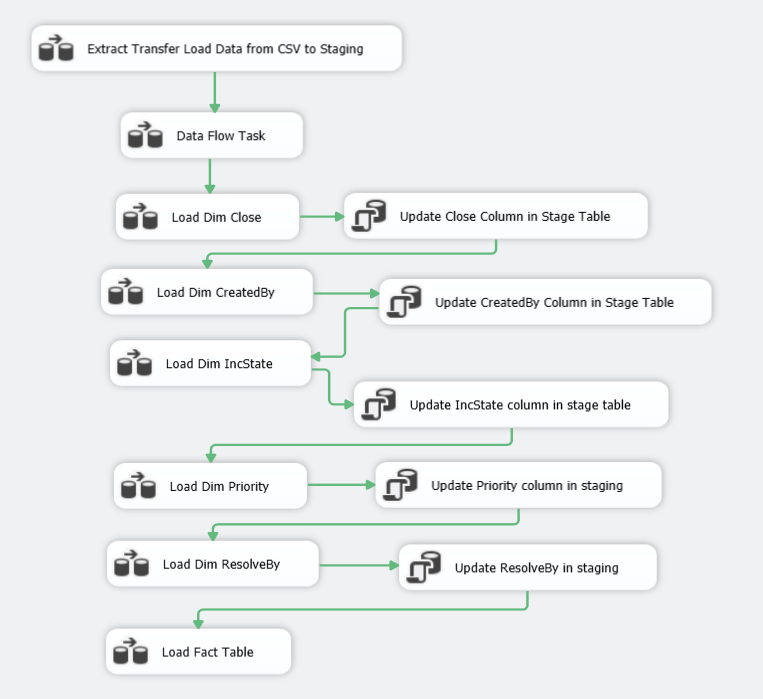 Extract Transfer Load Data from CSV to Staging
Data Flow Task
Load Dim Close
Update Close Column in Stage Table
Load Dim CreatedBy
Update CreatedBy Column in Stage Table
Load Dim IncState
Update IncState column in stage table
Load Dim Priority
Update Priority column in staging
Load Dim ResolveBy
Update ResolveBy in staging
Load Fact Table